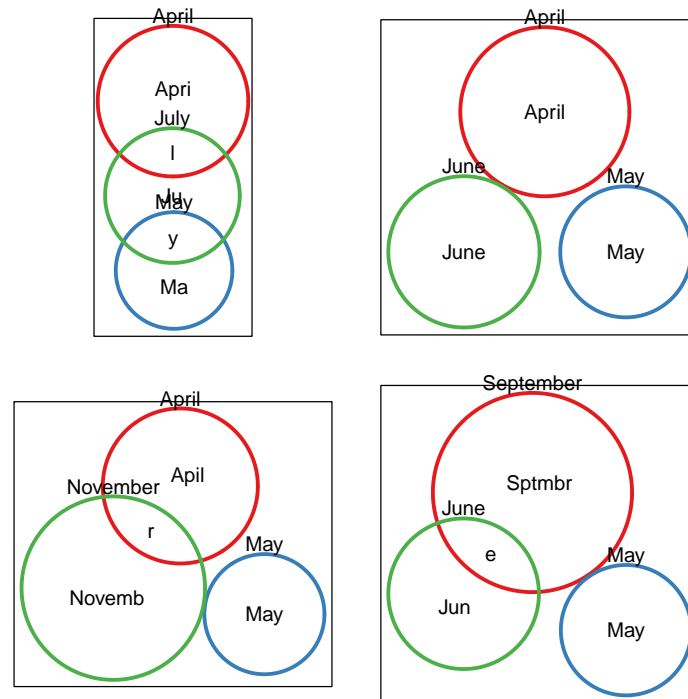 April
Apri
July
l
Ju
May
y
Ma
April
April
June
May
June
May
April
Apil
November
r
May
Novemb
May
September
Sptmbr
June
e
May
Jun
May